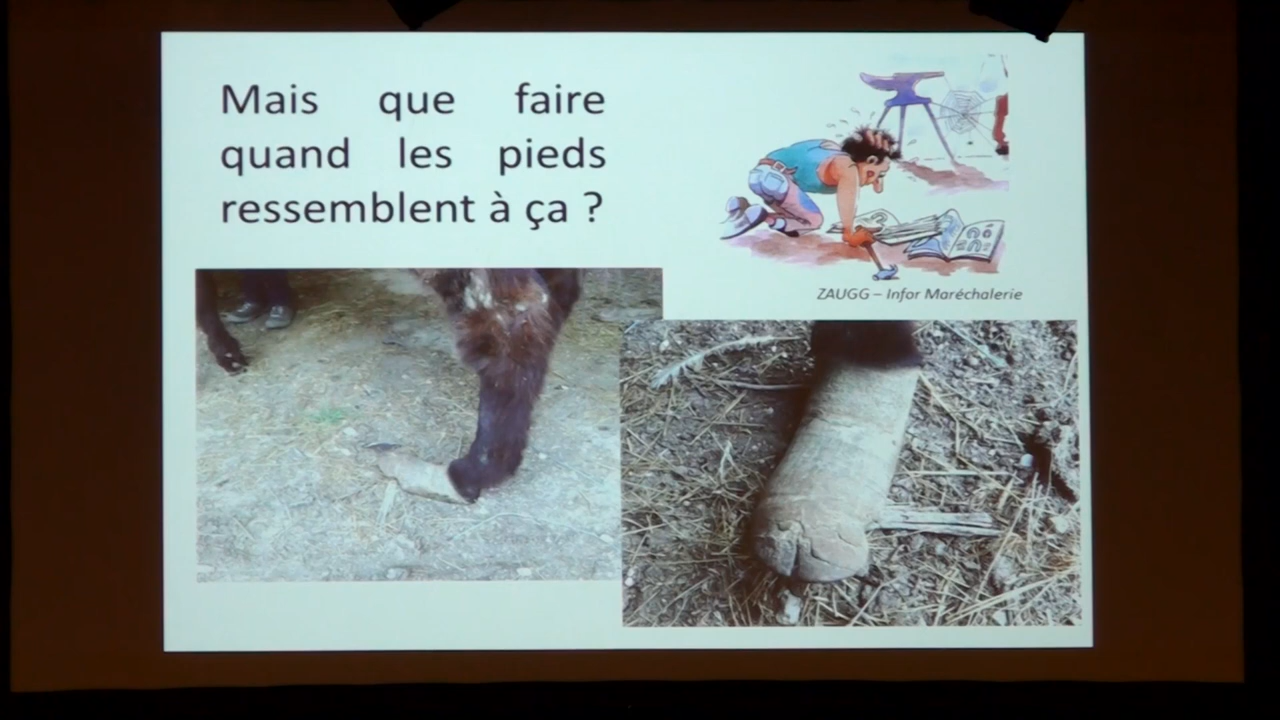 Mais que faire
quand les pieds
ressemblent à ça ?
ZAUGG – Infor Maréchalerie